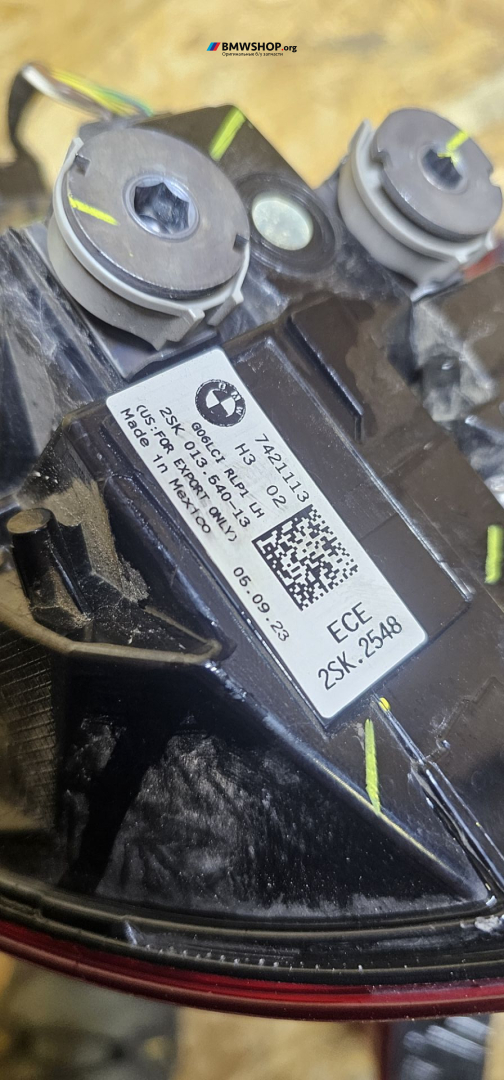 BMWSHOP.org
Оригинальные б/у запчасти
BMW
7421113
H3 02
G06LCI RLP1 LH
2SK 013 640-13
(US:FOR EXPORT ONLY)
Made in Mexico
05.09.23
ECE
2SK.2548